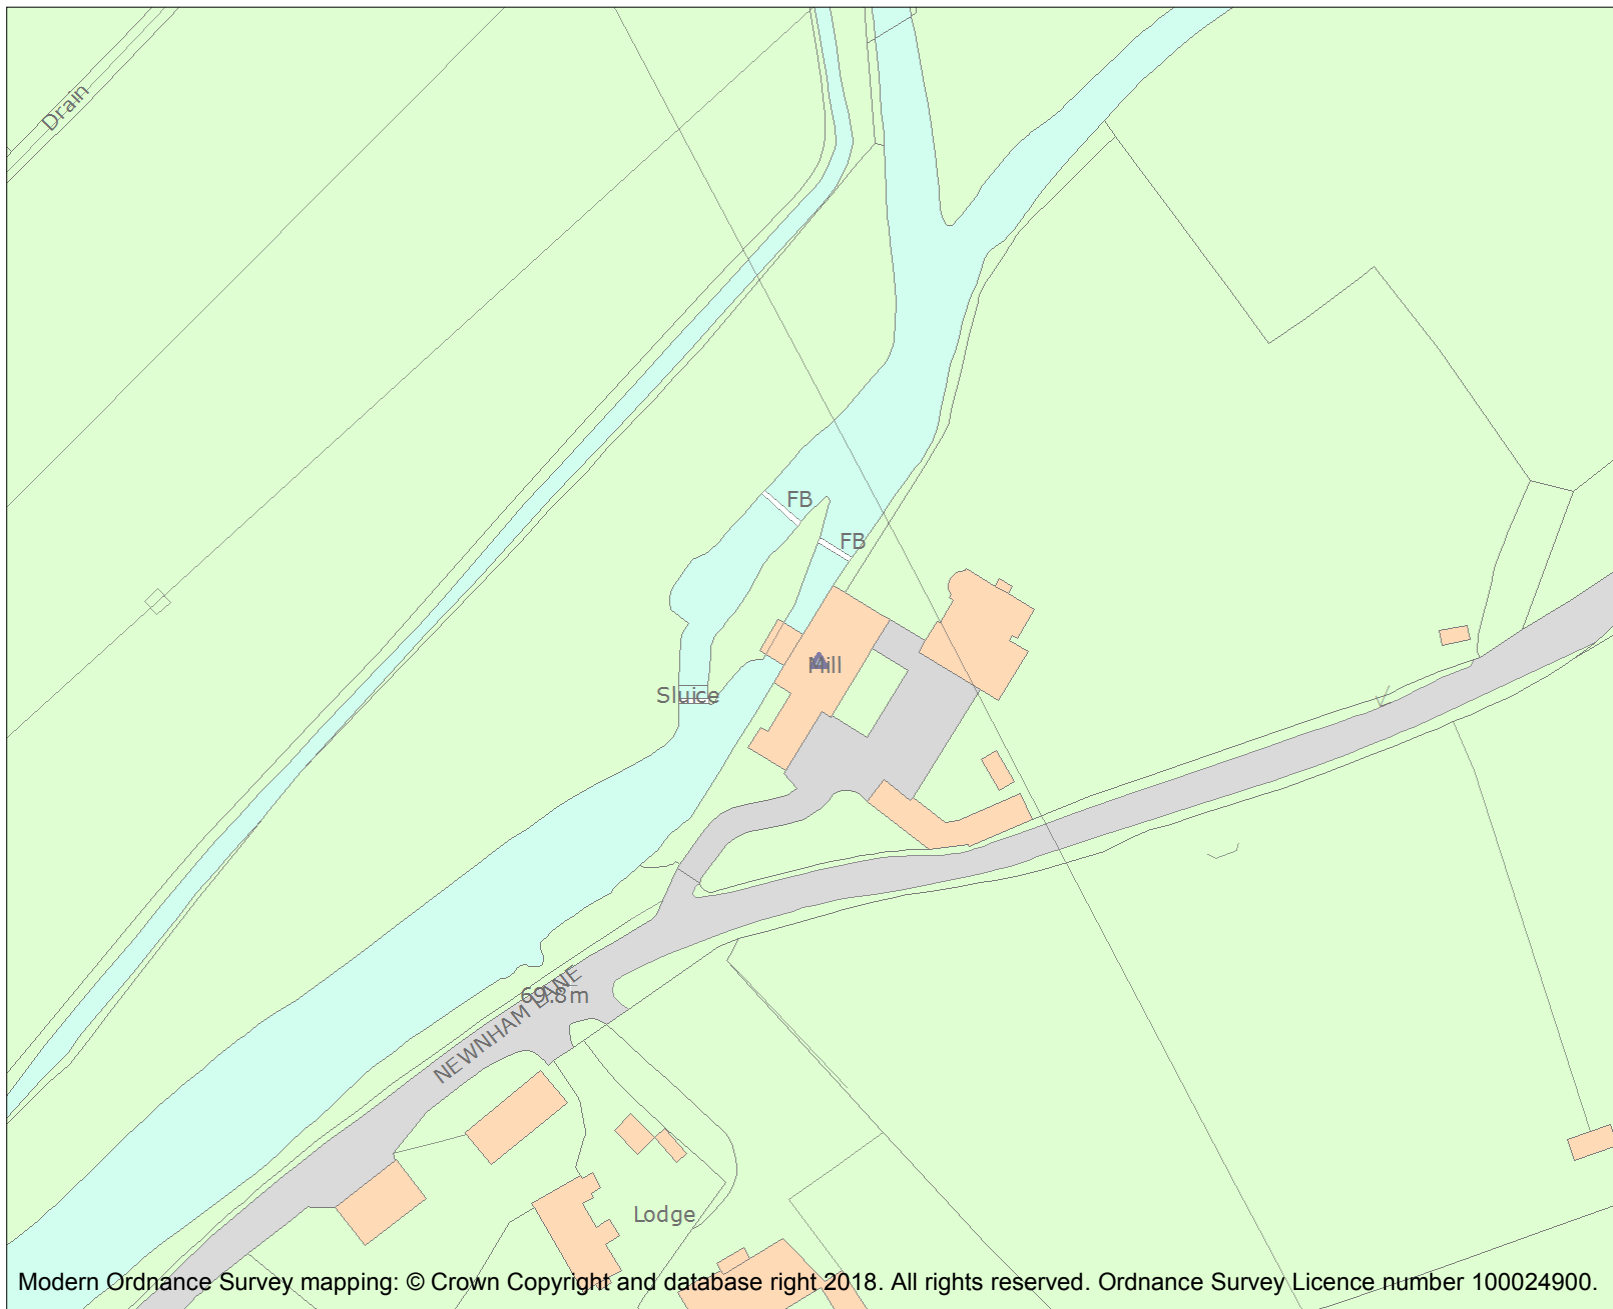 Drain
FB
FB
Mill
Sluice
NEWNHAM LANE
69.8m
Lodge
Modern Ordnance Survey mapping: © Crown Copyright and database right 2018. All rights reserved. Ordnance Survey Licence number 100024900.